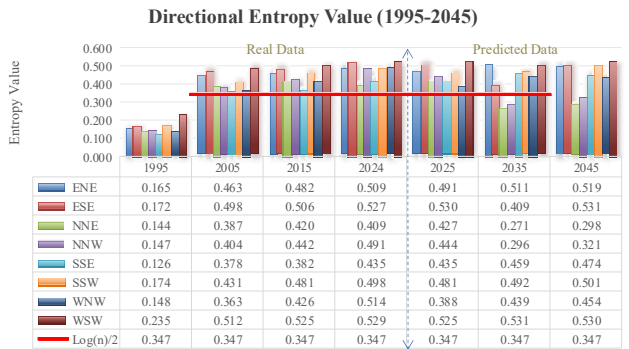 Directional Entropy Value (1995-2045)
Real Data Predicted Data
Entropy Value
0.600
0.500
0.400
0.300
0.200
0.100
0.000
1995 2005 2015 2024 2025 2035 2045
ENE 0.165 0.463 0.482 0.509 0.491 0.511 0.519
ESE 0.172 0.498 0.506 0.527 0.530 0.409 0.531
NNE 0.144 0.387 0.420 0.409 0.427 0.271 0.298
NNW 0.147 0.404 0.442 0.491 0.444 0.296 0.321
SSE 0.126 0.378 0.382 0.435 0.435 0.459 0.474
SSW 0.174 0.431 0.481 0.498 0.481 0.492 0.501
WNW 0.148 0.363 0.426 0.514 0.388 0.439 0.454
WSW 0.235 0.512 0.525 0.529 0.525 0.531 0.530
Log(n)/2 0.347 0.347 0.347 0.347 0.347 0.347 0.347